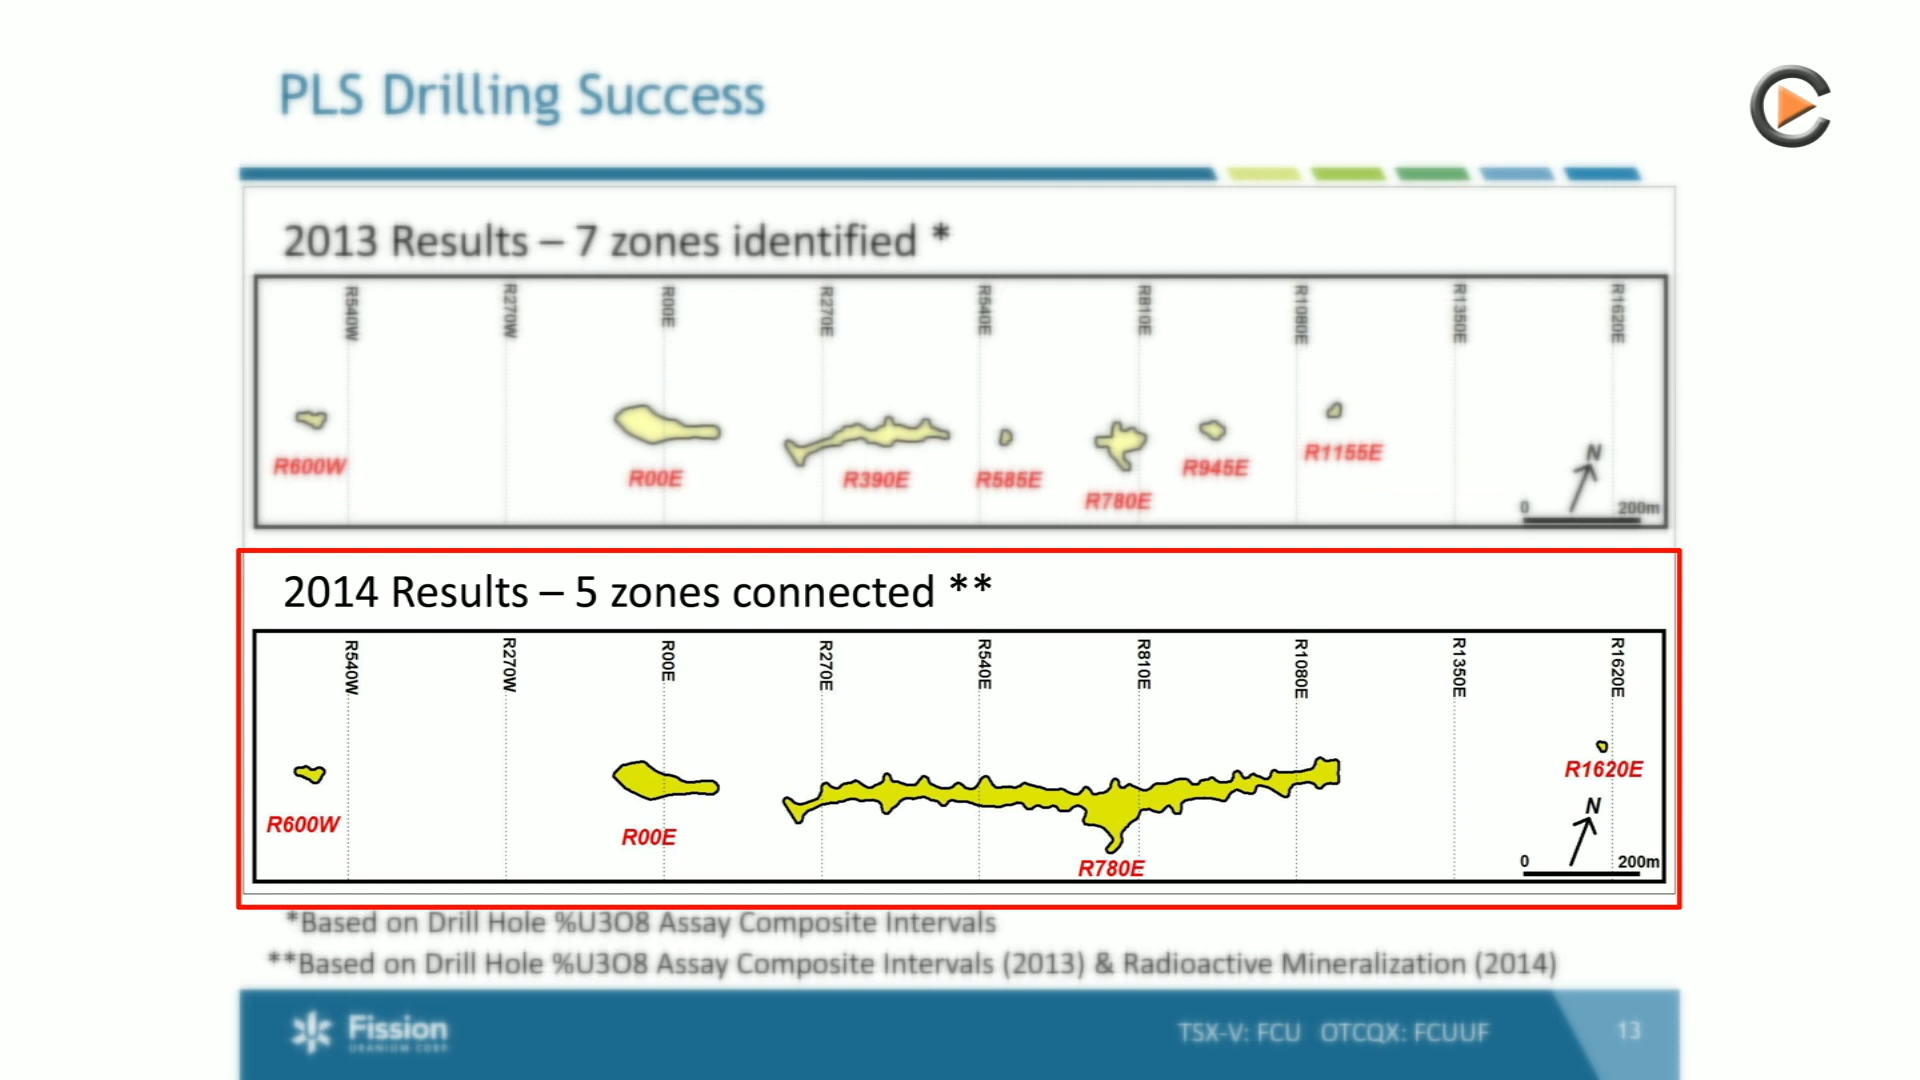 PLS Drilling Success
2013 Results – 7 zones identified *
R540W R270W R00E R270E R540E R810E R1080E R1350E R1620E
R600W R00E R390E R585E R780E R945E R1155E
N
0 200m
2014 Results – 5 zones connected **
R540W R270W R00E R270E R540E R810E R1080E R1350E R1620E
R600W R00E R780E R1620E
N
0 200m
*Based on Drill Hole %U3O8 Assay Composite Intervals
**Based on Drill Hole %U3O8 Assay Composite Intervals (2013) & Radioactive Mineralization (2014)
Fission
URANIUM CORP.
TSX-V: FCU OTCQX: FCUUF
13